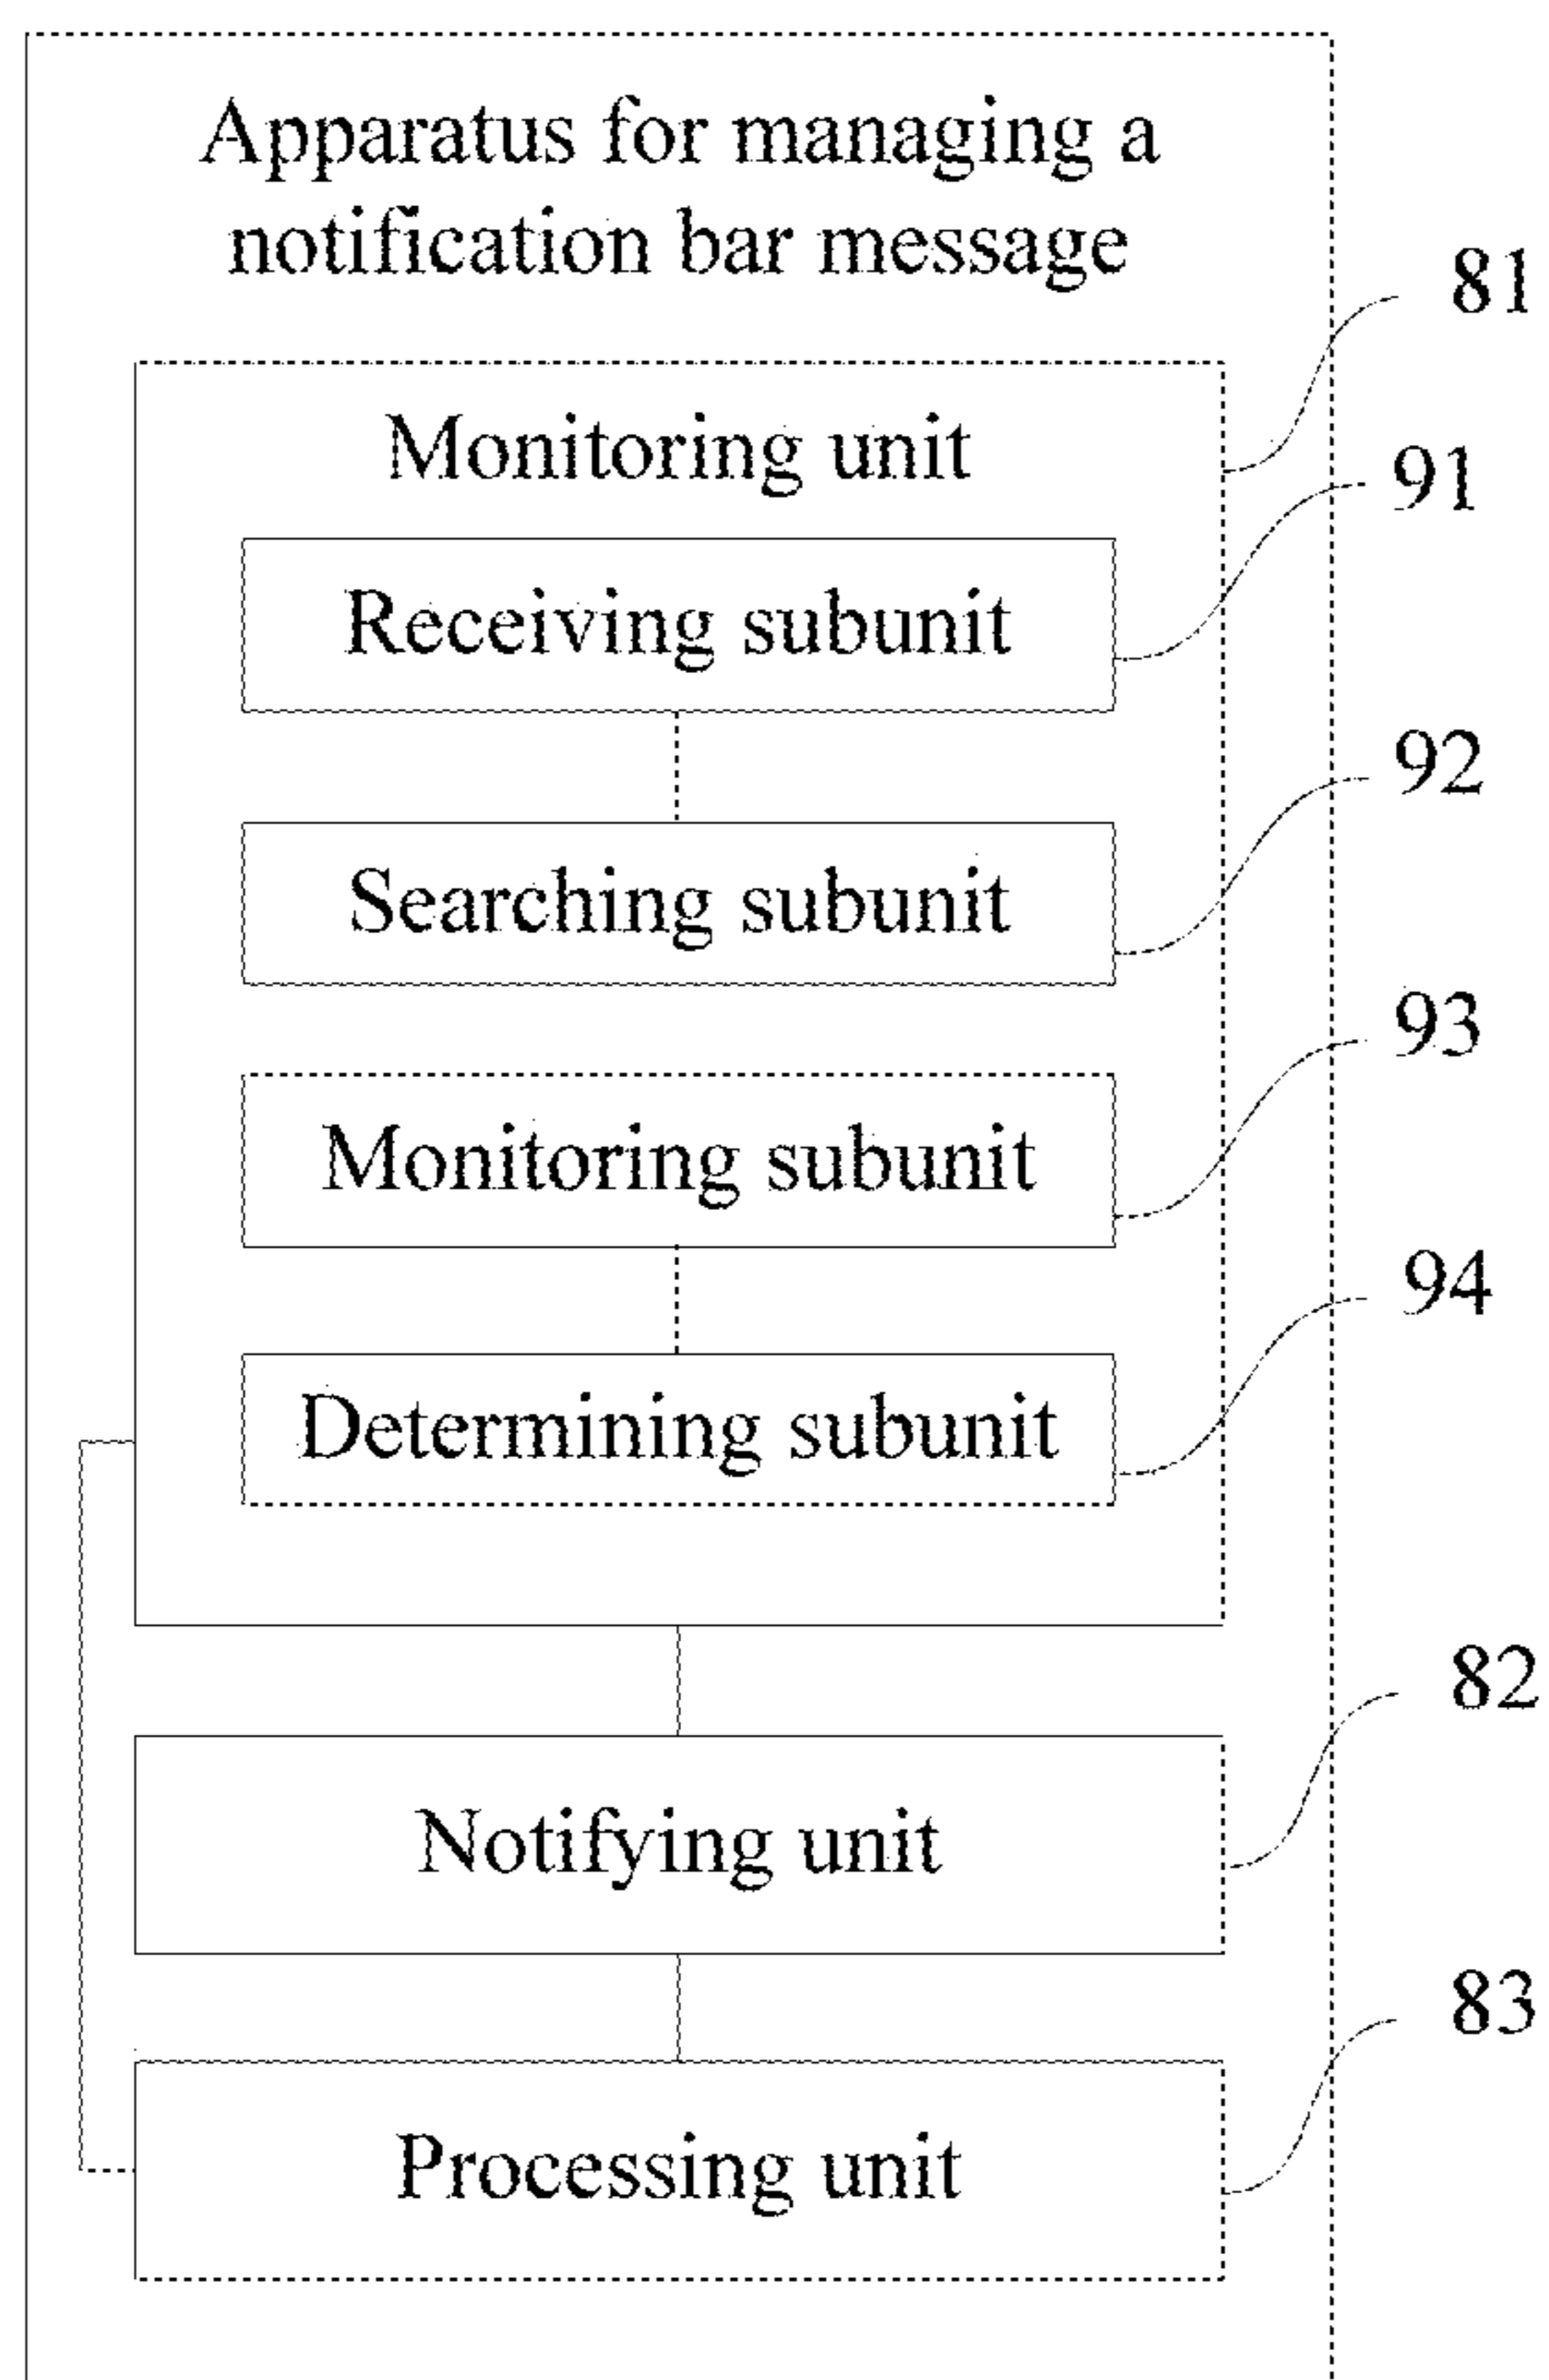 Apparatus for managing a
notification bar message
81
Monitoring unit
91
Receiving subunit
92
Searching subunit
93
Monitoring subunit
94
Determining subunit
82
Notifying unit
83
Processing unit